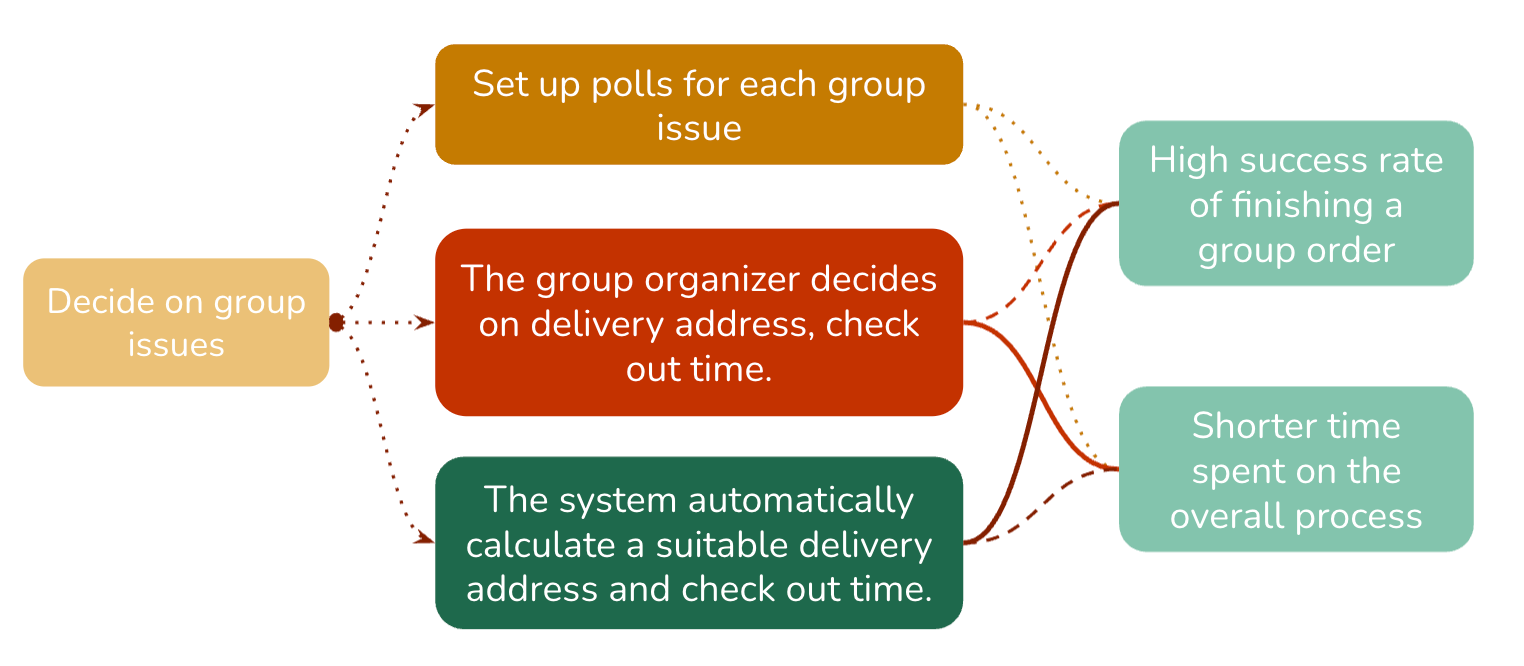 Decide on group
issues
Set up polls for each group
issue
The group organizer decides
on delivery address, check
out time.
The system automatically
calculate a suitable delivery
address and check out time.
High success rate
of finishing a
group order
Shorter time
spent on the
overall process